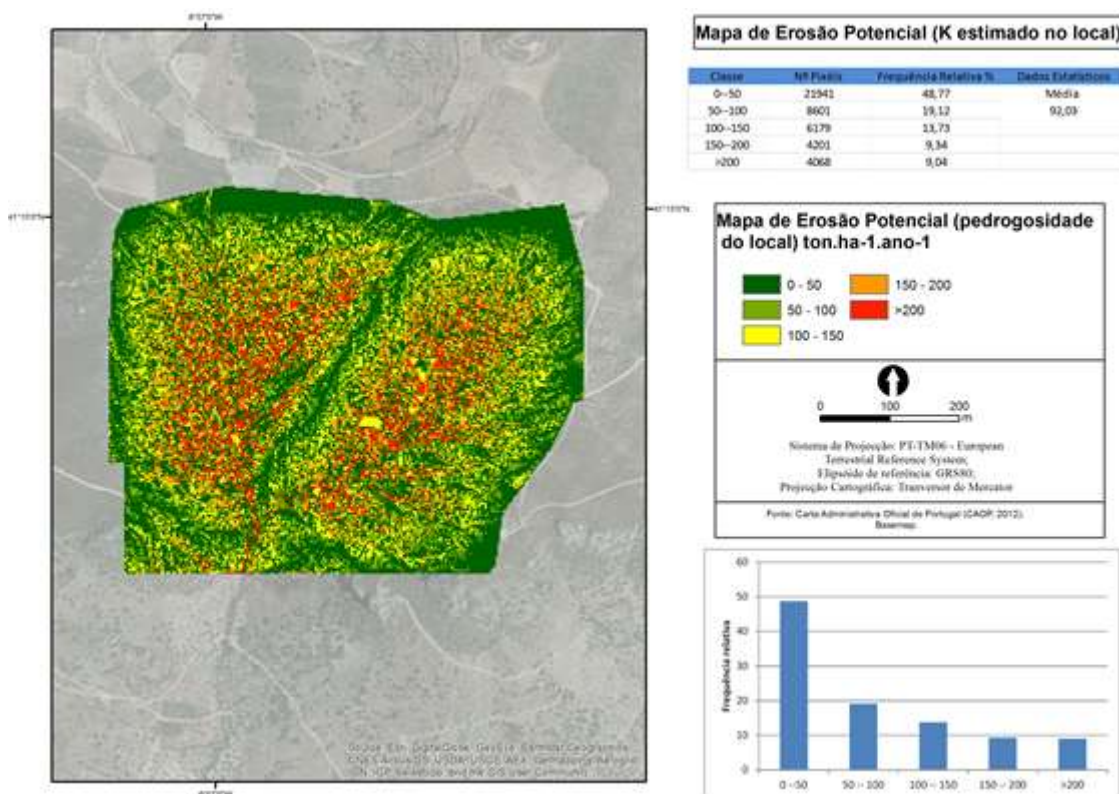 Mapa de Erosão Potencial (K estimado no local)
Classe Nº Pixéis Frequência Relativa % Dados Estatísticos
0--50 21941 48,77 Média
50--100 8601 19,12 92,03
100--150 6179 13,73
150--200 4201 9,34
>200 4068 9,04
Mapa de Erosão Potencial (pedrogosidade
do local) ton.ha-1.ano-1
0 - 50 150 - 200
50 - 100 >200
100 - 150
0 100 200
m
Sistema de Projecção: PT-TM06 - European
Terrestrial Reference System;
Elipsóide de referência: GRS80;
Projecção Cartográfica: Tranversor de Mercator
Fonte: Carta Administrativa Oficial de Portugal (CAOP, 2012).
Basemap.
Frequência relativa
60
50
40
30
20
10
0
0 --50 50 -- 100 100 -- 150 150 -- 200 >200